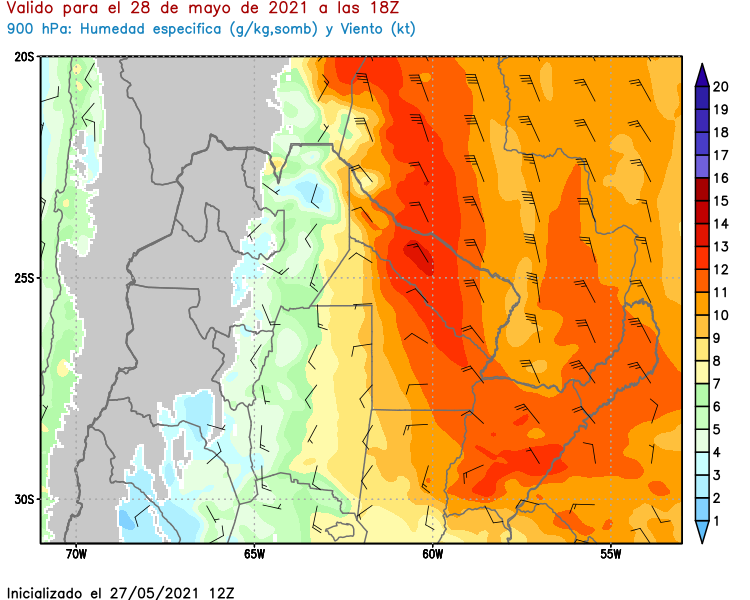 Valido para el 28 de mayo de 2021 a las 18Z
900 hPa: Humedad especifica (g/kg,somb) y Viento (kt)
20S
25S
30S
70W
65W
60W
55W
20
19
18
17
16
15
14
13
12
11
10
9
8
7
6
5
4
3
2
1
Inicializado el 27/05/2021 12Z